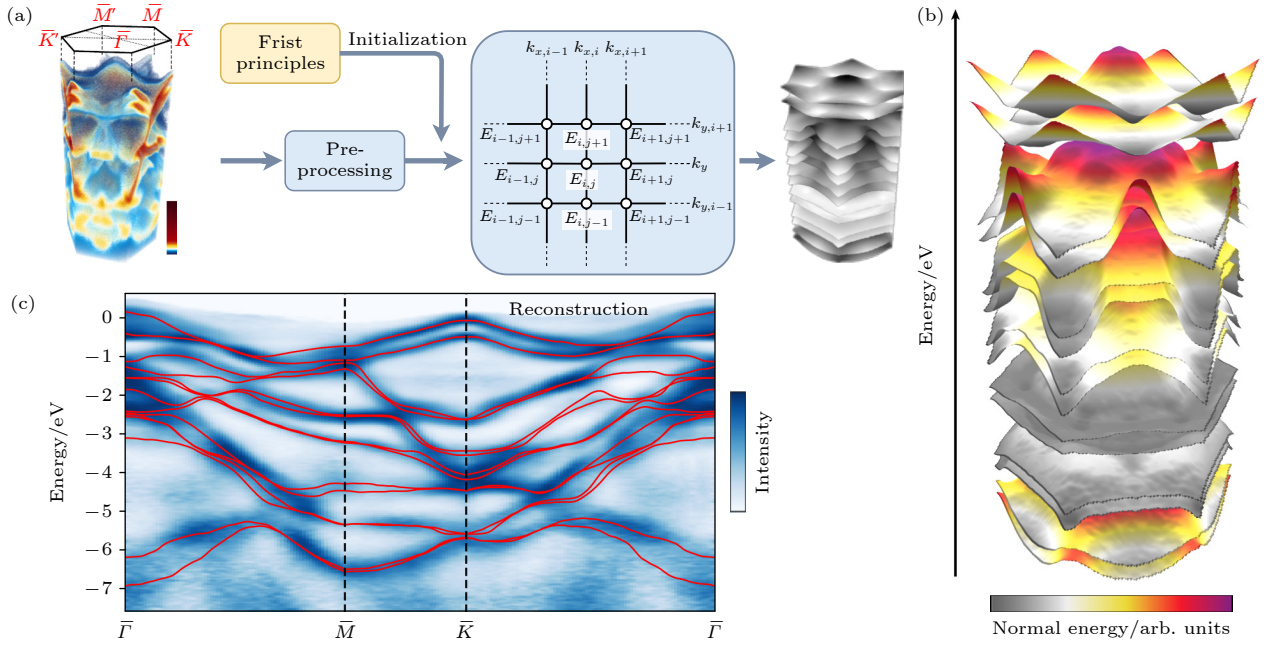 (a)
M̅′
M̅
K̅′
Γ̅
K̅
Frist
principles
Initialization
Pre-
processing
k_{x,i−1} k_{x,i} k_{x,i+1}
E_{i−1,j+1} E_{i,j+1} E_{i+1,j+1} k_{y,i+1}
E_{i−1,j} E_{i,j} E_{i+1,j} k_y
E_{i−1,j−1} E_{i,j−1} E_{i+1,j−1} k_{y,i−1}
(b)
Energy/eV
Normal energy/arb. units
(c)
Reconstruction
Energy/eV
0
−1
−2
−3
−4
−5
−6
−7
Γ̅ M̅ K̅ Γ̅
Intensity